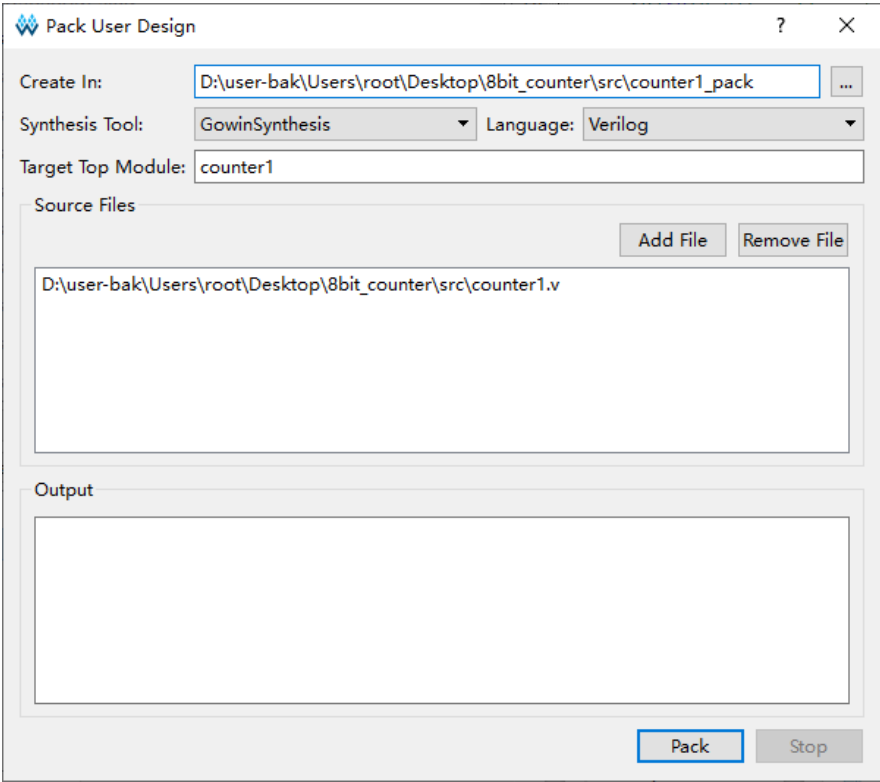 Pack User Design ?
Create In: D:\user-bak\Users\root\Desktop\8bit_counter\src\counter1_pack ...
Synthesis Tool: GowinSynthesis Language: Verilog
Target Top Module: counter1
Source Files
Add File Remove File
D:\user-bak\Users\root\Desktop\8bit_counter\src\counter1.v
Output
Pack Stop